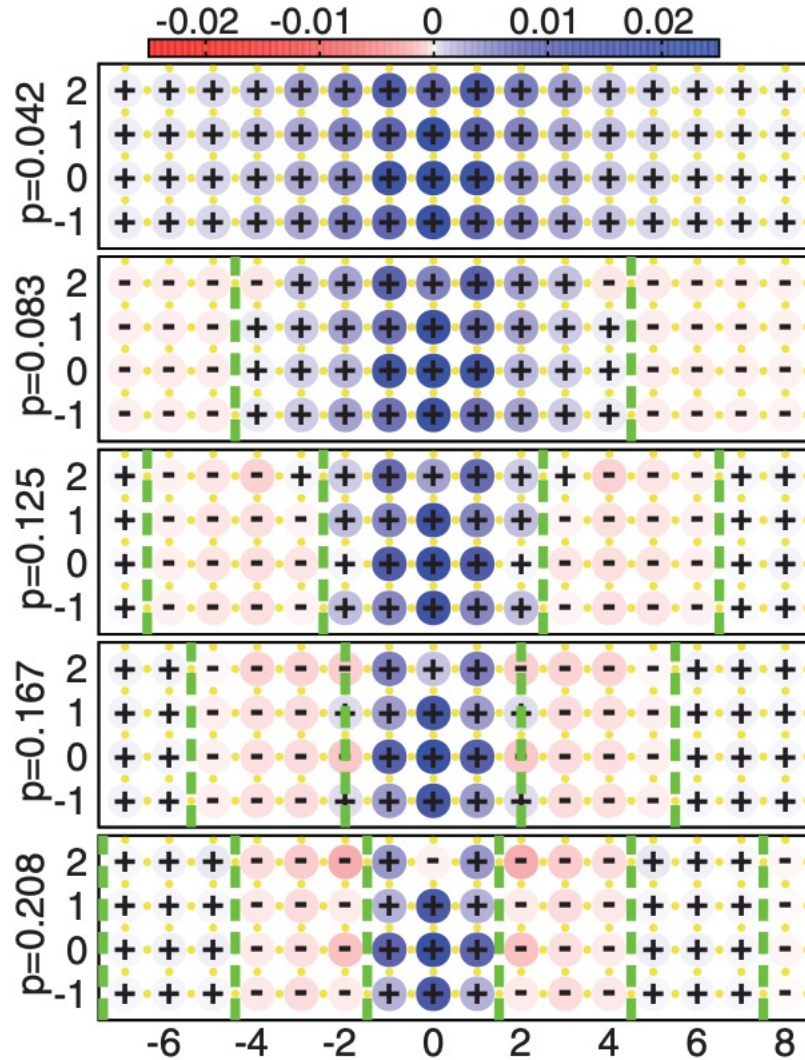 -0.02 -0.01 0 0.01 0.02
p=0.042
2 + + + + + + + + + + + + + + + +
1 + + + + + + + + + + + + + + + +
0 + + + + + + + + + + + + + + + +
-1 + + + + + + + + + + + + + + + +
p=0.083
2 - - - - + + + + + + + - - - - -
1 - - - + + + + + + + + + - - - -
0 - - - + + + + + + + + + - - - -
-1 - - - + + + + + + + + + - - - -
p=0.125
2 + - - - + + + + + + + - - - + +
1 + - - - - + + + + + - - - - + +
0 + - - - - + + + + + - - - - + +
-1 + - - - - + + + + + - - - - + +
p=0.167
2 + + - - - - + + + - - - - + + +
1 + + - - - + + + + + - - - + + +
0 + + - - - - + + + - - - - + + +
-1 + + - - - + + + + + - - - + + +
p=0.208
2 + + + - - - + - + - - - + + + -
1 + + + - - - + + + - - - + + + -
0 + + + - - - + + + - - - + + + -
-1 + + + - - - + + + - - - + + + -
-6 -4 -2 0 2 4 6 8